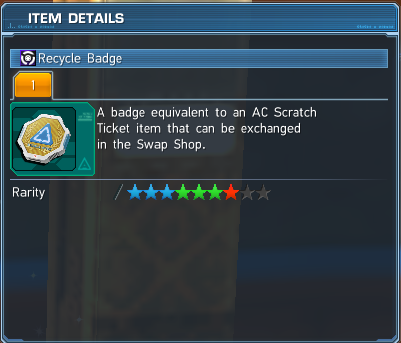 ITEM DETAILS
Recycle Badge
1
A badge equivalent to an AC Scratch
Ticket item that can be exchanged
in the Swap Shop.
Rarity